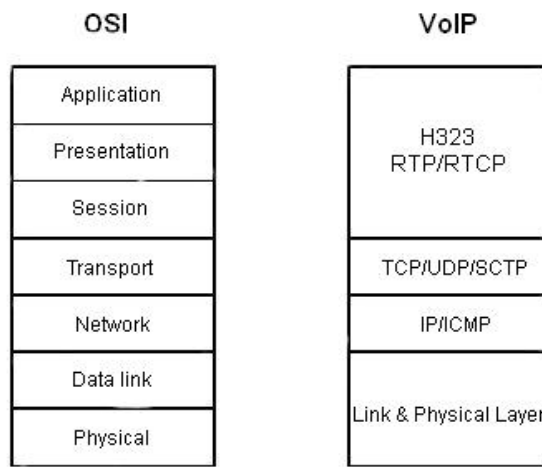 OSI
Application
Presentation
Session
Transport
Network
Data link
Physical
VoIP
H323
RTP/RTCP
TCP/UDP/SCTP
IP/ICMP
Link & Physical Layer